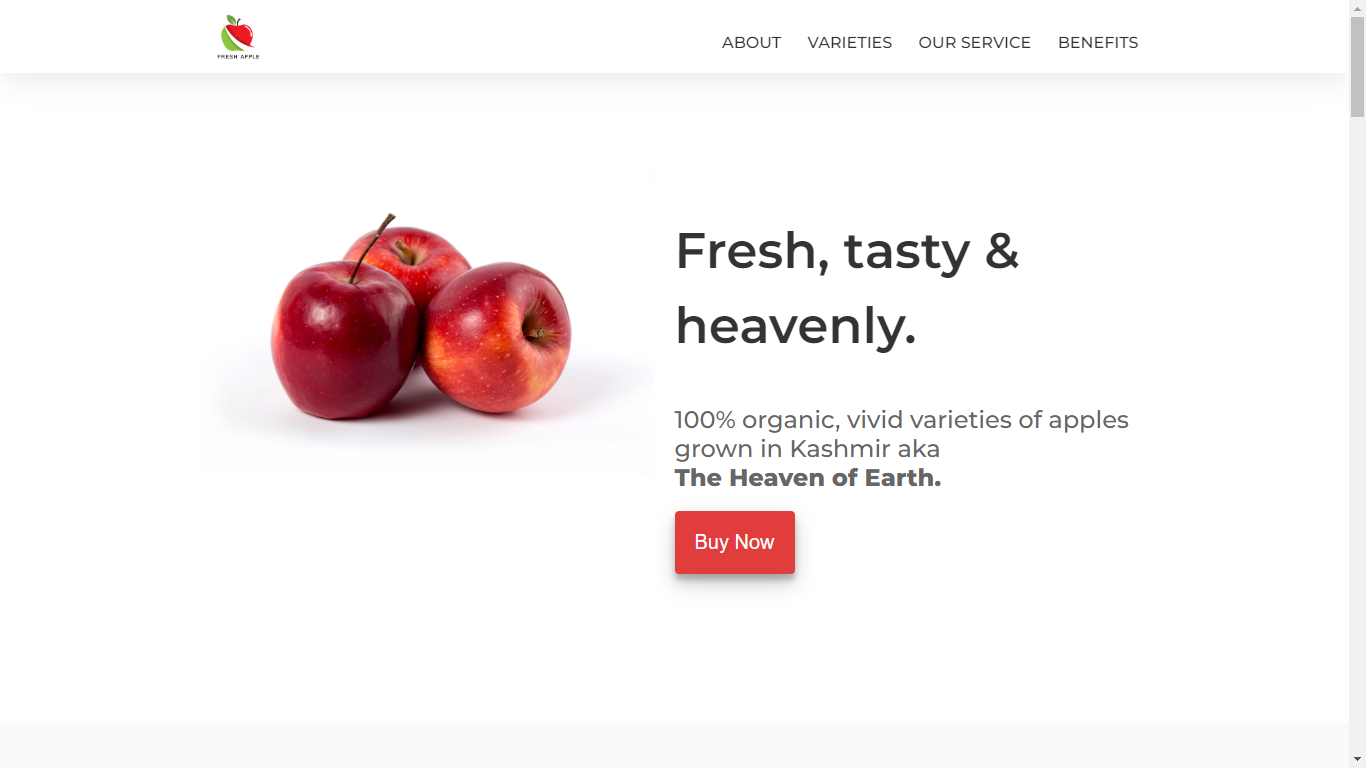 FRESH APPLE
ABOUT VARIETIES OUR SERVICE BENEFITS
Fresh, tasty &
heavenly.
100% organic, vivid varieties of apples
grown in Kashmir aka
The Heaven of Earth.
Buy Now